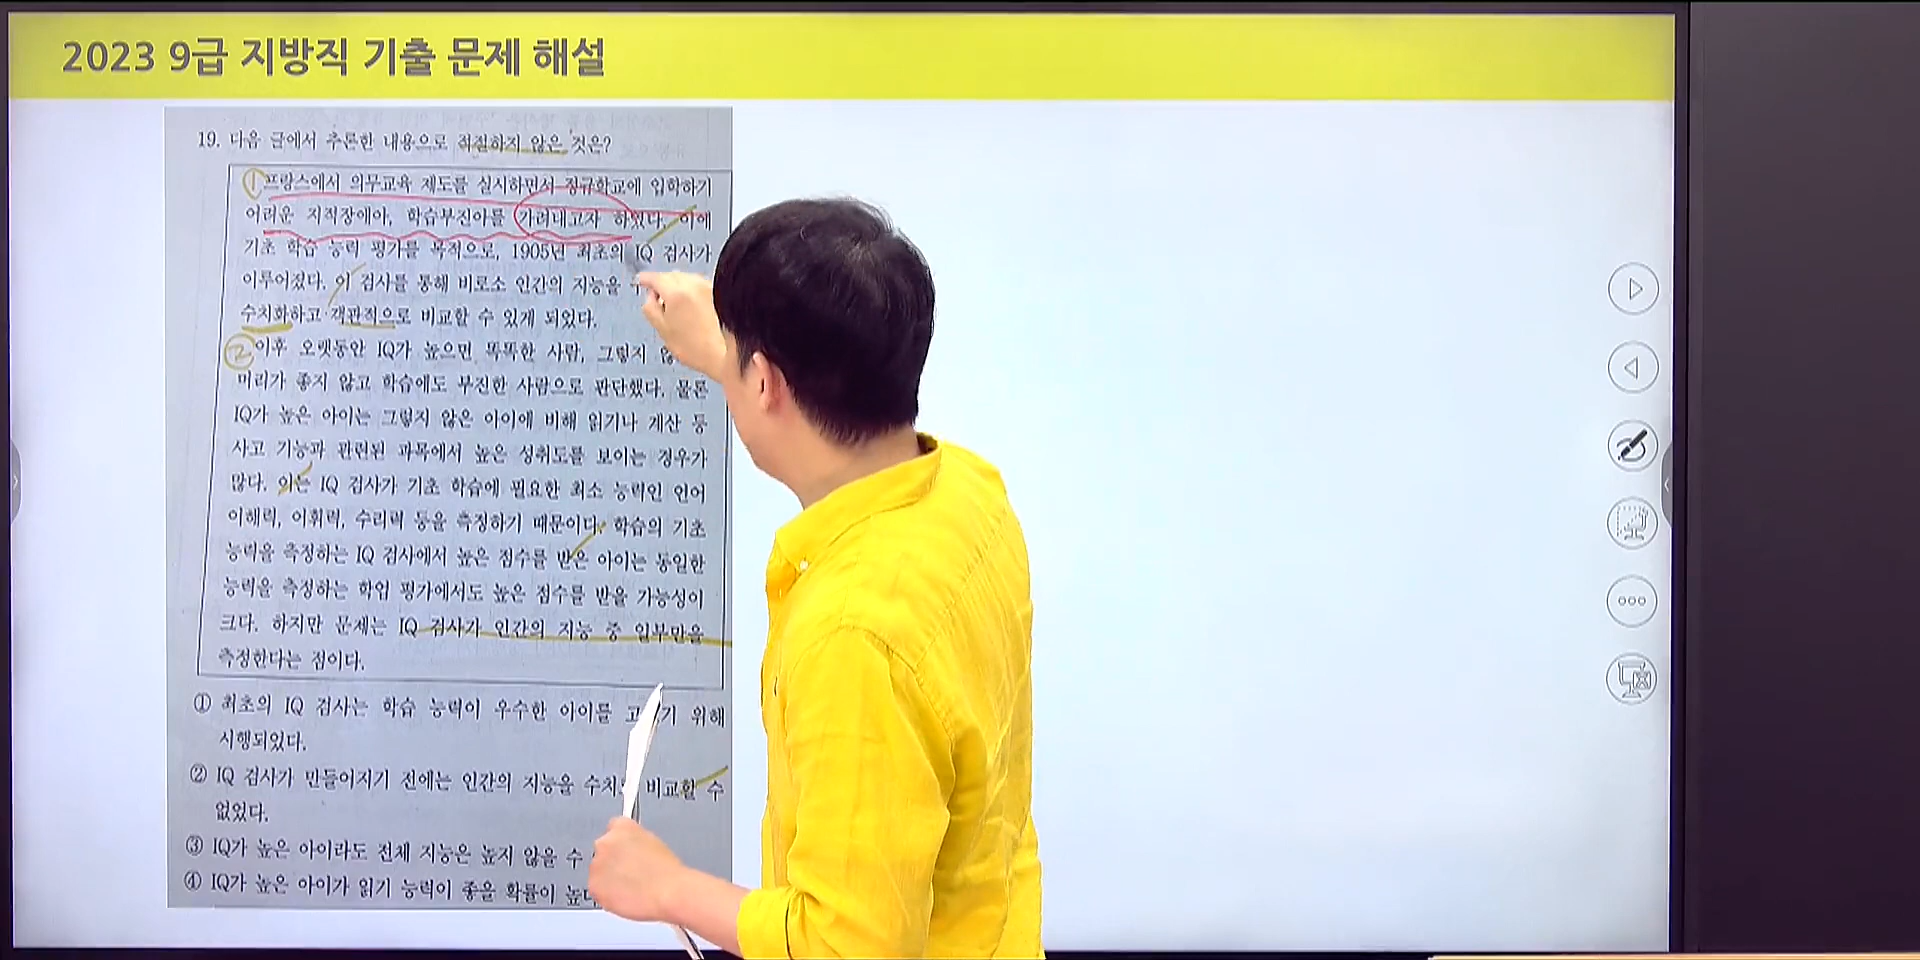 2023 9급 지방직 기출 문제 해설
19. 다음 글에서 추론한 내용으로 적절하지 않은 것은?
① 프랑스에서 의무교육 제도를 실시하면서 정규학교에 입학하기
어려운 지적장애아, 학습부진아를 가려내고자 하였다. 이에
기초 학습 능력 평가를 목적으로, 1905년 최초의 IQ 검사가
이루어졌다. 이 검사를 통해 비로소 인간의 지능을
수치화하고 객관적으로 비교할 수 있게 되었다.
② 이후 오랫동안 IQ가 높으면 똑똑한 사람, 그렇지
머리가 좋지 않고 학습에도 부진한 사람으로 판단했다. 물론
IQ가 높은 아이는 그렇지 않은 아이에 비해 읽기나 계산 등
사고 기능과 관련된 과목에서 높은 성취도를 보이는 경우가
많다. 이는 IQ 검사가 기초 학습에 필요한 최소 능력인 언어
이해력, 어휘력, 수리력 등을 측정하기 때문이다. 학습의 기초
능력을 측정하는 IQ 검사에서 높은 점수를 받은 아이는 동일한
능력을 측정하는 학업 평가에서도 높은 점수를 받을 가능성이
크다. 하지만 문제는 IQ 검사가 인간의 지능 중 일부만을
측정한다는 점이다.
① 최초의 IQ 검사는 학습 능력이 우수한 아이를 위해
시행되었다.
② IQ 검사가 만들어지기 전에는 인간의 지능을 수치로 비교할 수
없었다.
③ IQ가 높은 아이라도 전체 지능은 높지 않을 수
④ IQ가 높은 아이가 읽기 능력이 좋을 확률이